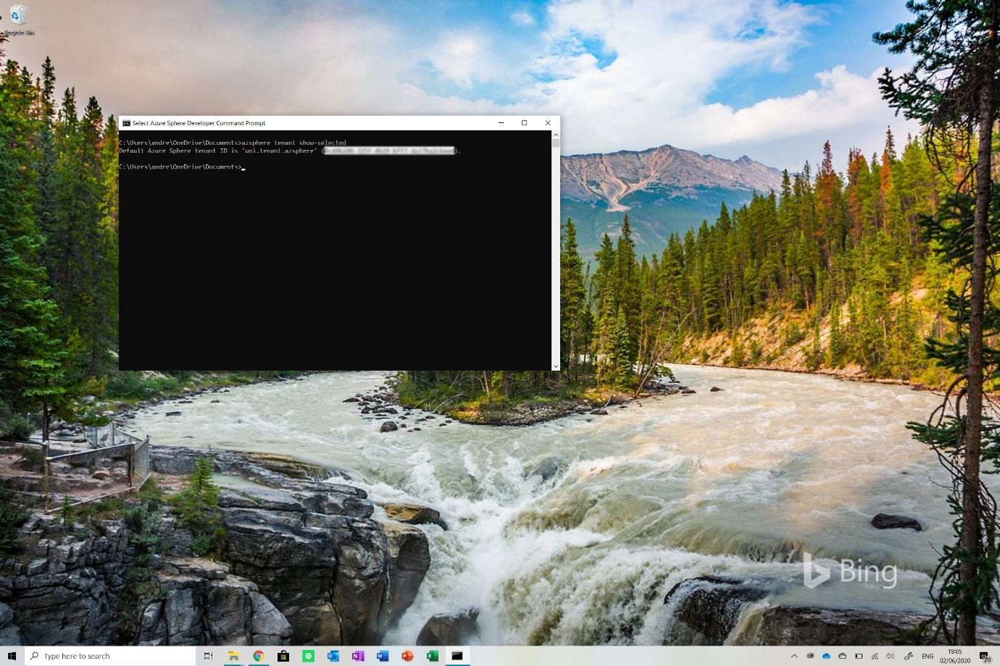 Recycle Bin
Select Azure Sphere Developer Command Prompt
C:\Users\andre\OneDrive\Documents>azsphere tenant show-selected
Default Azure Sphere tenant ID is 'uni.tenant.azsphere'
C:\Users\andre\OneDrive\Documents>
Bing
Type here to search
ENG
19:05
02/06/2020
20